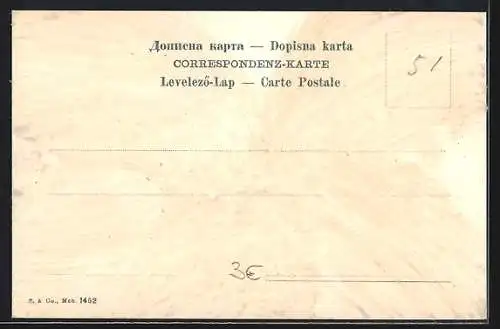 Дописна карта — Dopisna karta
CORRESPONDENZ-KARTE
Levelező-Lap — Carte Postale
51
3€
S. & Co., Mch. 1452